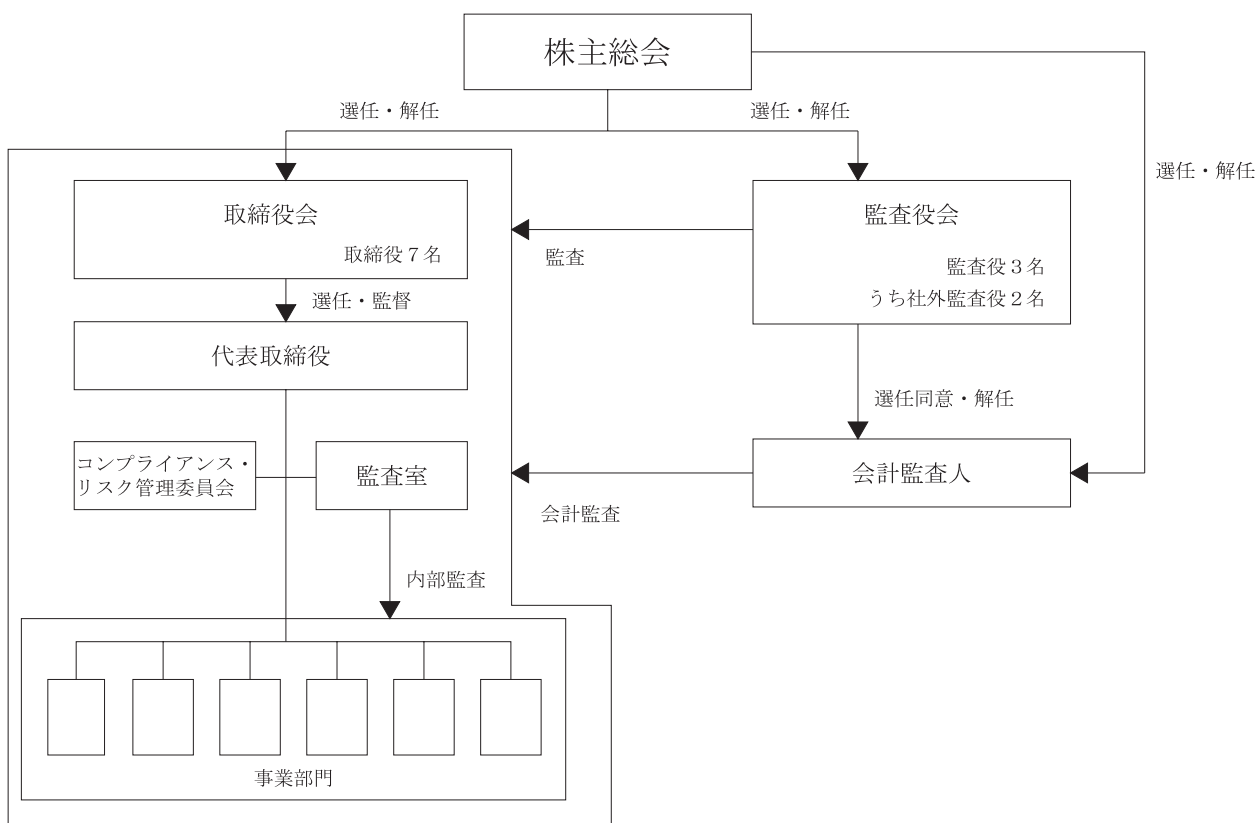 株主総会
選任・解任
選任・解任
選任・解任
取締役会
取締役７名
監査
監査役会
監査役３名
うち社外監査役２名
選任・監督
代表取締役
選任同意・解任
コンプライアンス・
リスク管理委員会
監査室
会計監査人
会計監査
内部監査
事業部門